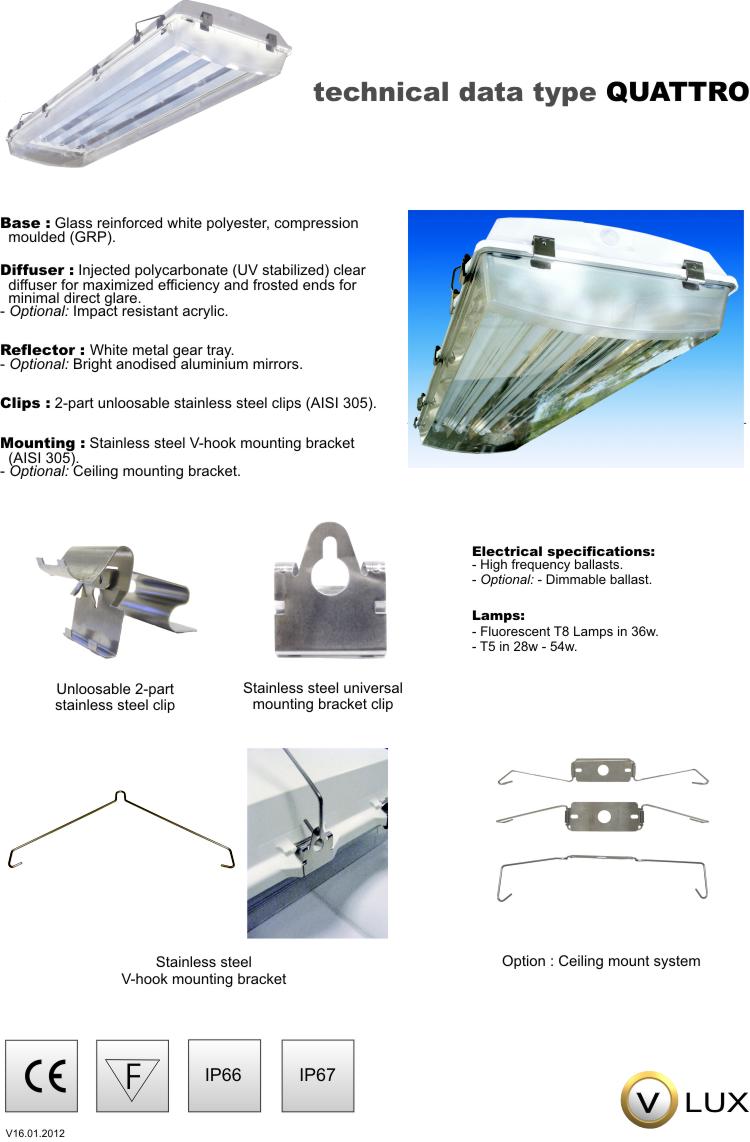 technical data type QUATTRO
Base : Glass reinforced white polyester, compression
moulded (GRP).
Diffuser : Injected polycarbonate (UV stabilized) clear
diffuser for maximized efficiency and frosted ends for
minimal direct glare.
- Optional: Impact resistant acrylic.
Reflector : White metal gear tray.
- Optional: Bright anodised aluminium mirrors.
Clips : 2-part unloosable stainless steel clips (AISI 305).
Mounting : Stainless steel V-hook mounting bracket
(AISI 305).
- Optional: Ceiling mounting bracket.
Electrical specifications:
- High frequency ballasts.
- Optional: - Dimmable ballast.
Lamps:
- Fluorescent T8 Lamps in 36w.
- T5 in 28w - 54w.
Unloosable 2-part
stainless steel clip
Stainless steel universal
mounting bracket clip
Stainless steel
V-hook mounting bracket
Option : Ceiling mount system
CE
F
IP66
IP67
V LUX
V16.01.2012